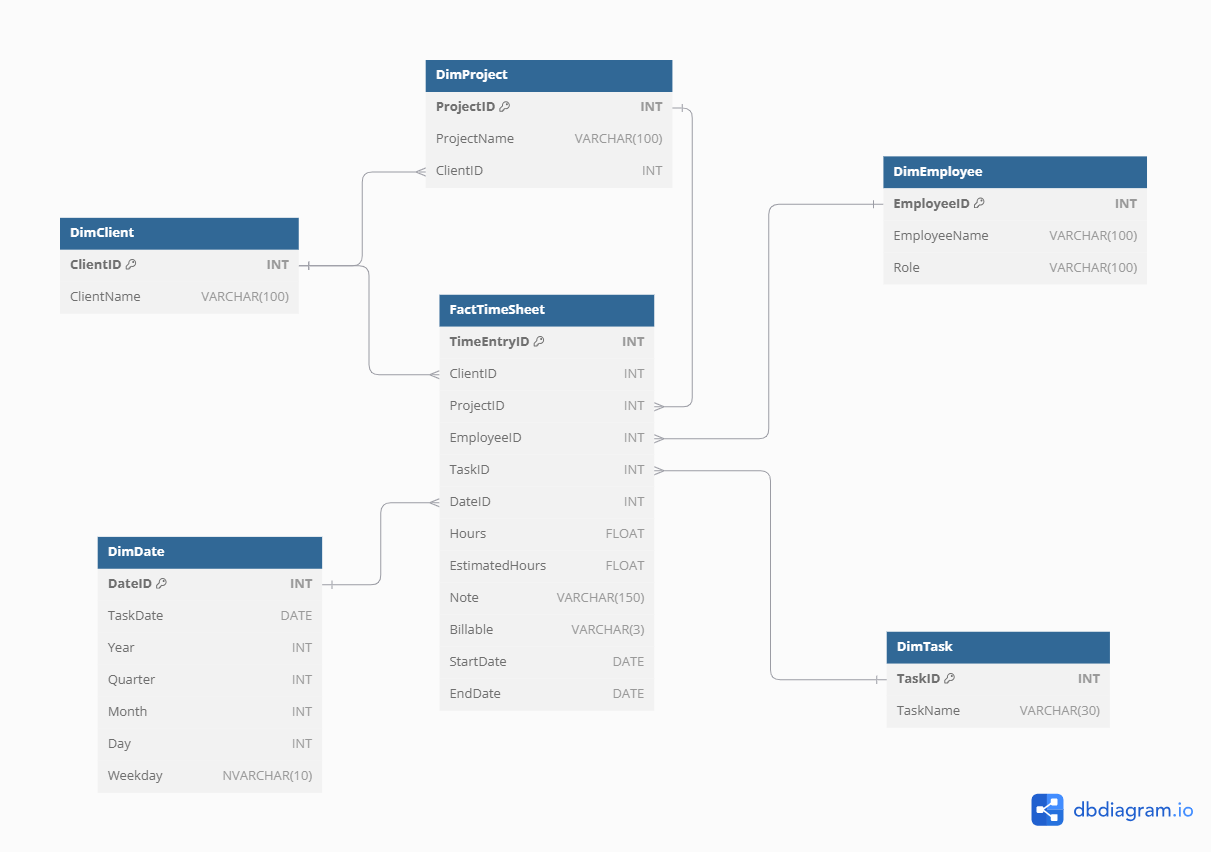 DimProject
ProjectID INT
ProjectName VARCHAR(100)
ClientID INT
DimEmployee
EmployeeID INT
EmployeeName VARCHAR(100)
Role VARCHAR(100)
DimClient
ClientID INT
ClientName VARCHAR(100)
FactTimeSheet
TimeEntryID INT
ClientID INT
ProjectID INT
EmployeeID INT
TaskID INT
DateID INT
Hours FLOAT
EstimatedHours FLOAT
Note VARCHAR(150)
Billable VARCHAR(3)
StartDate DATE
EndDate DATE
DimDate
DateID INT
TaskDate DATE
Year INT
Quarter INT
Month INT
Day INT
Weekday NVARCHAR(10)
DimTask
TaskID INT
TaskName VARCHAR(30)
dbdiagram.io